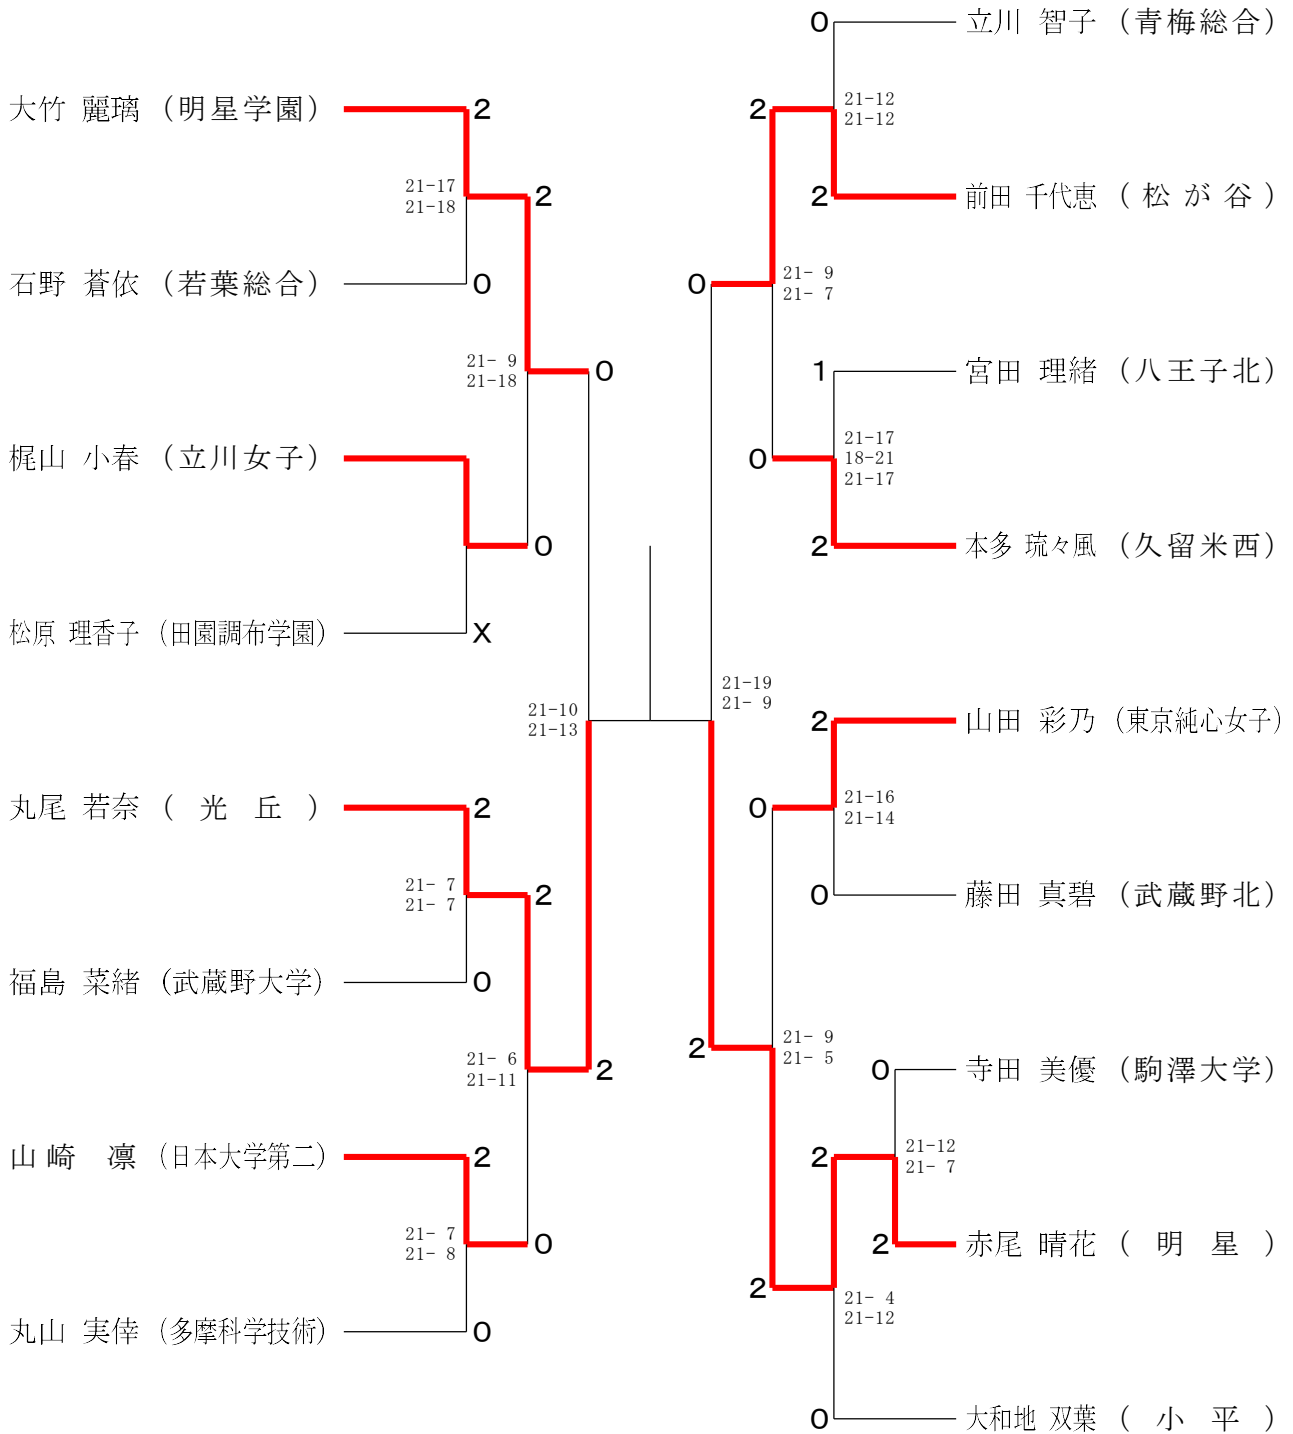 大竹 麗璃 （明星学園） 2
21-17
21-18
2
石野 蒼依 （若葉総合） 0
21- 9
21-18
0
梶山 小春 （立川女子）
0
松原 理香子 （田園調布学園） X
21-10
21-13
丸尾 若奈 （ 光 丘 ） 2
21- 7
21- 7
2
福島 菜緒 （武蔵野大学） 0
21- 6
21-11
2
山崎 凛 （日本大学第二） 2
21- 7
21- 8
0
丸山 実倖 （多摩科学技術） 0
0 立川 智子 （青梅総合）
2
21-12
21-12
2 前田 千代恵 （ 松 が 谷 ）
0
21- 9
21- 7
1 宮田 理緒 （八王子北）
0
21-17
18-21
21-17
2 本多 琉々風 （久留米西）
21-19
21- 9
2 山田 彩乃 （東京純心女子）
0
21-16
21-14
0 藤田 真碧 （武蔵野北）
2
21- 9
21- 5
0 寺田 美優 （駒澤大学）
2
21-12
21- 7
2 赤尾 晴花 （ 明 星 ）
2
21- 4
21-12
0 大和地 双葉 （ 小 平 ）